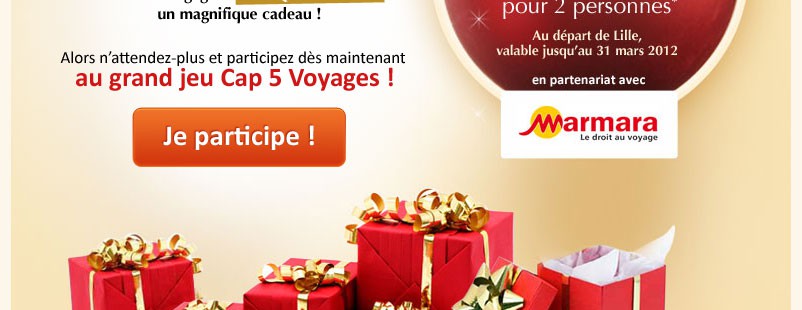 un magnifique cadeau !
Alors n'attendez-plus et participez dès maintenant
au grand jeu Cap 5 Voyages !
Je participe !
pour 2 personnes*
Au départ de Lille,
valable jusqu'au 31 mars 2012
en partenariat avec
Marmara
Le droit au voyage